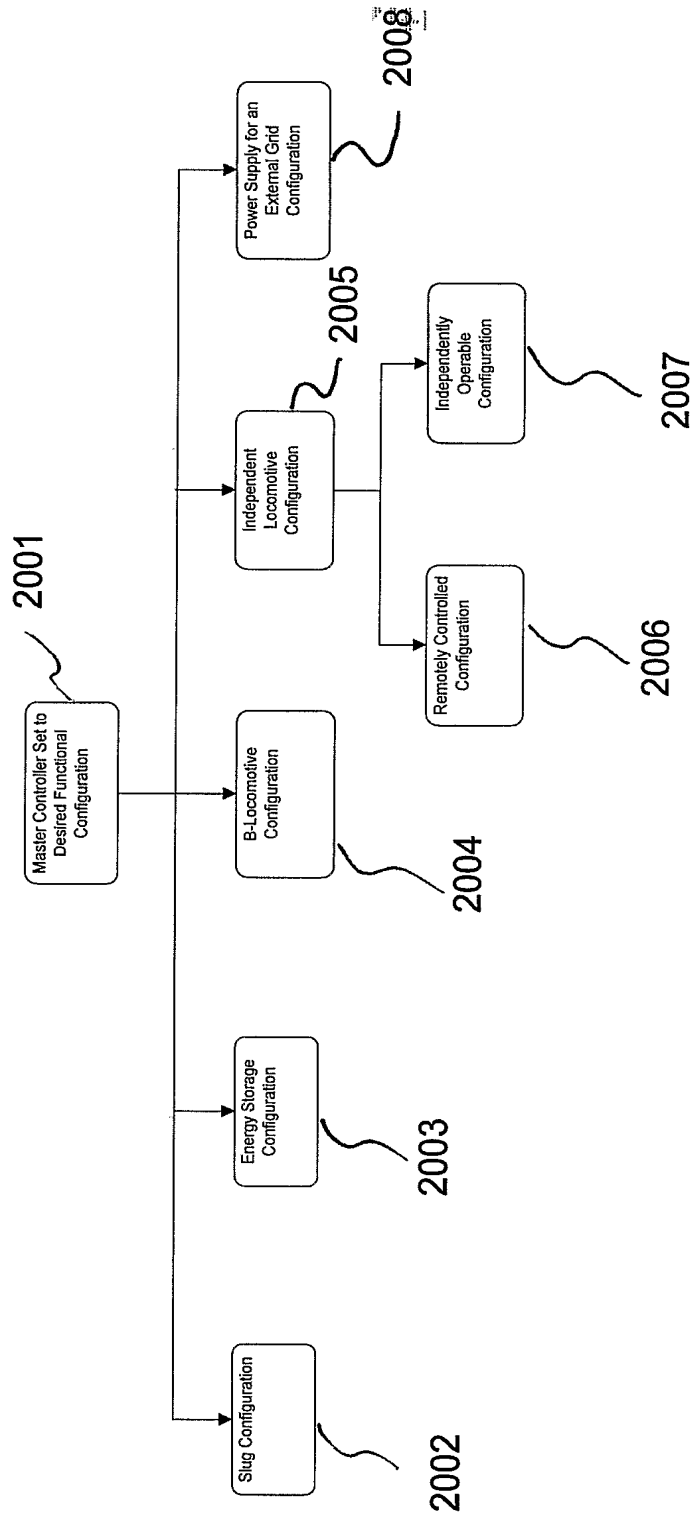 Master Controller Set to
Desired Functional
Configuration
2001
Slug Configuration
2002
Energy Storage
Configuration
2003
B-Locomotive
Configuration
2004
Independent
Locomotive
Configuration
2005
Power Supply for an
External Grid
Configuration
2008
Remotely Controlled
Configuration
2006
Independently
Operable
Configuration
2007